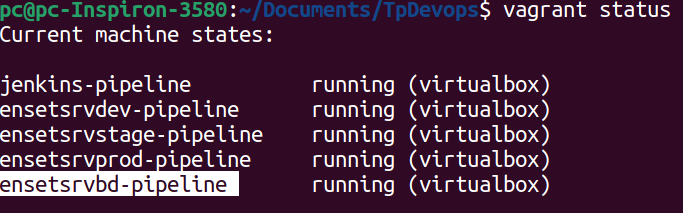 pc@pc-Inspiron-3580:~/Documents/TpDevops$ vagrant status
Current machine states:
jenkins-pipeline running (virtualbox)
ensetsrvdev-pipeline running (virtualbox)
ensetsrvstage-pipeline running (virtualbox)
ensetsrvprod-pipeline running (virtualbox)
ensetsrvbd-pipeline running (virtualbox)